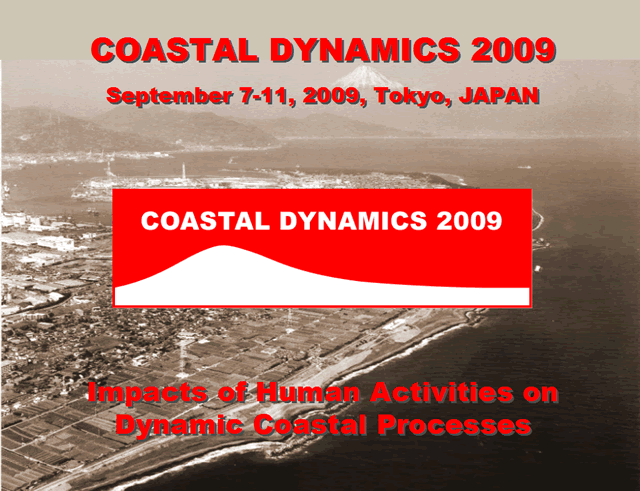 COASTAL DYNAMICS 2009
September 7-11, 2009, Tokyo, JAPAN
COASTAL DYNAMICS 2009
Impacts of Human Activities on
Dynamic Coastal Processes